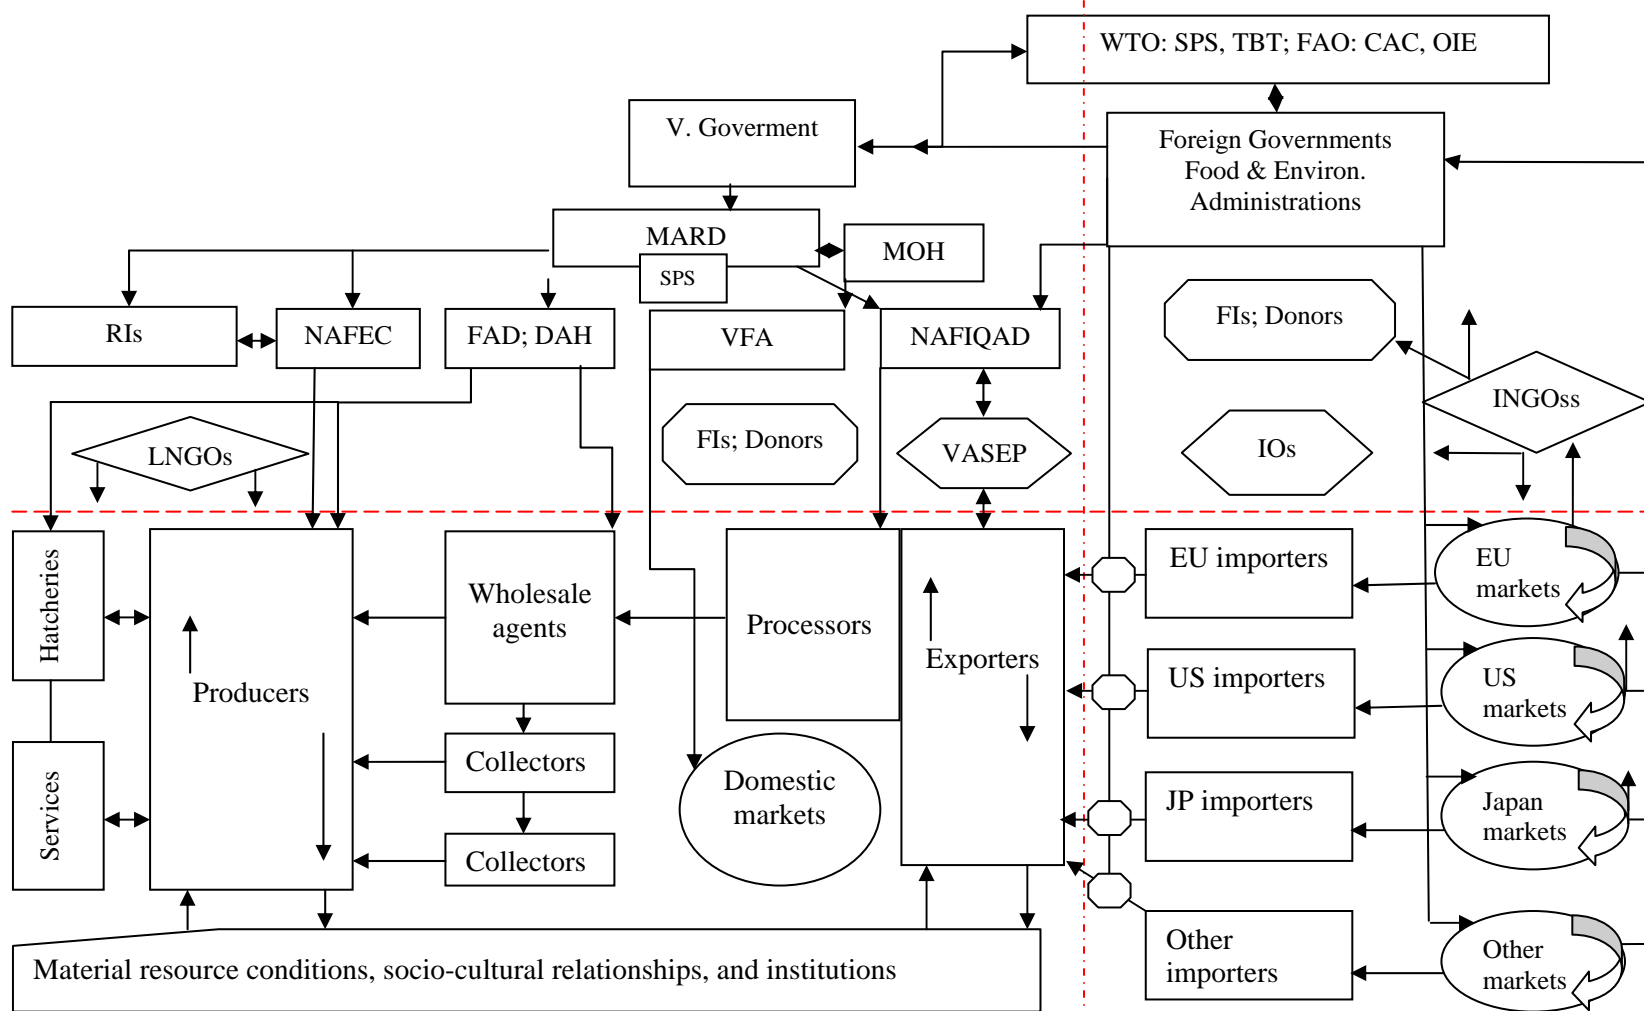 WTO: SPS, TBT; FAO: CAC, OIE
V. Goverment
Foreign Governments
Food & Environ.
Administrations
MARD
MOH
SPS
RIs
NAFEC
FAD; DAH
VFA
NAFIQAD
FIs; Donors
INGOss
LNGOs
FIs; Donors
VASEP
IOs
Hatcheries
Services
Producers
Wholesale
agents
Collectors
Collectors
Processors
Domestic
markets
Exporters
EU importers
US importers
JP importers
Other
importers
EU
markets
US
markets
Japan
markets
Other
markets
Material resource conditions, socio-cultural relationships, and institutions